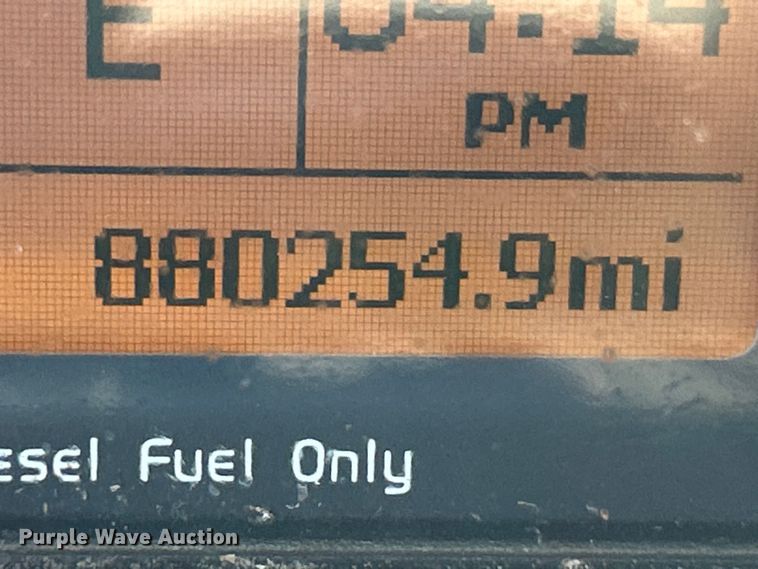 E 04:14
PM
880254.9mi
esel Fuel Only
Purple Wave Auction